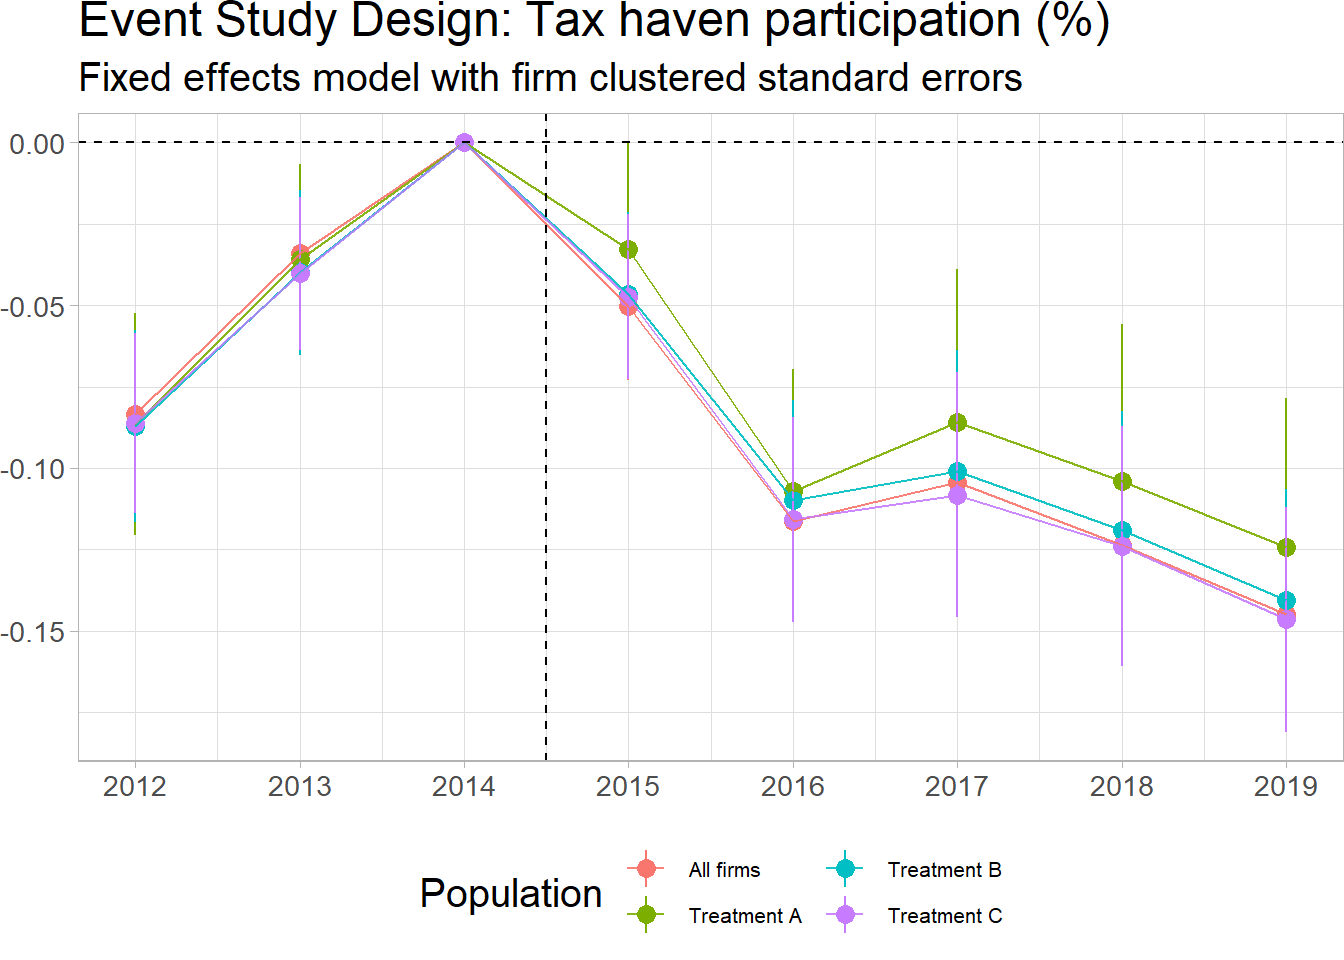 Event Study Design: Tax haven participation (%)
Fixed effects model with firm clustered standard errors
0.00
-0.05
-0.10
-0.15
2012 2013 2014 2015 2016 2017 2018 2019
Population
All firms
Treatment A
Treatment B
Treatment C